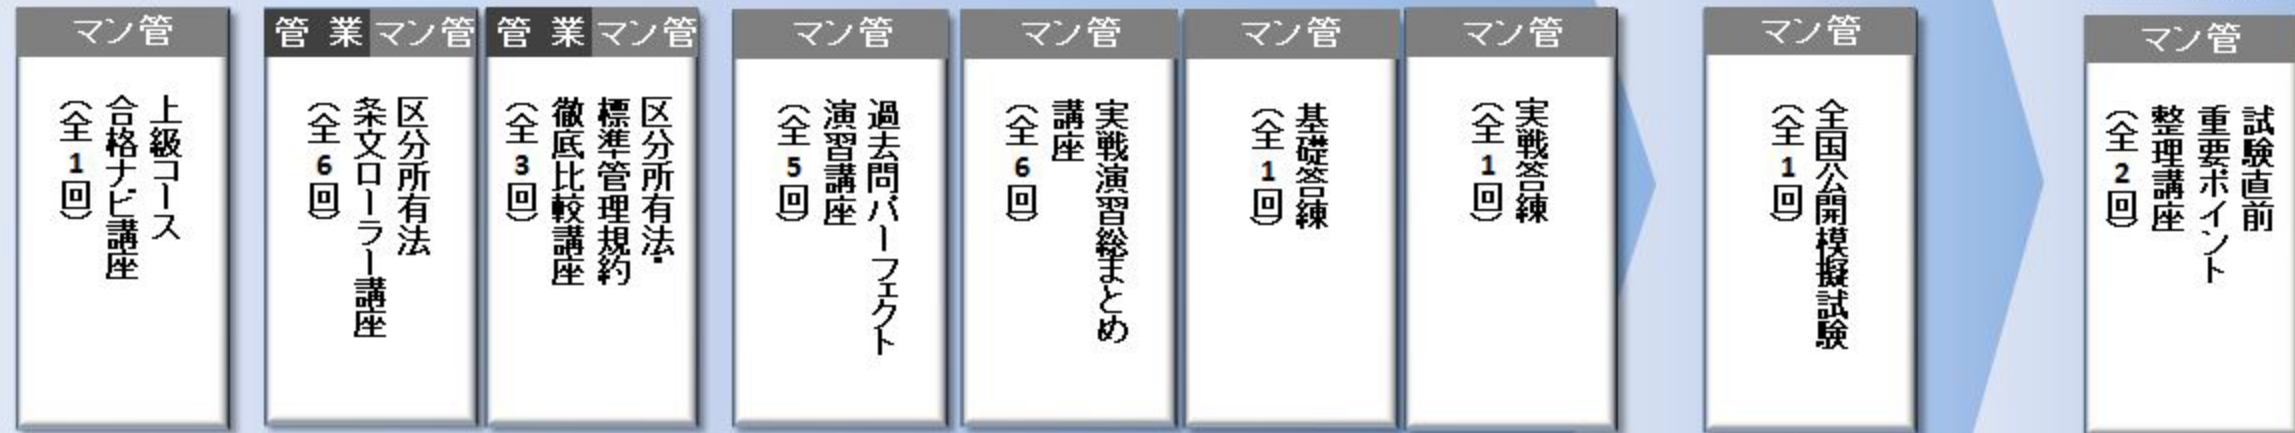 マン管
上級コース
合格ナビ講座
（全1回）
管業 マン管
区分所有法
条文ローラー講座
（全6回）
管業 マン管
区分所有法・
標準管理規約
徹底比較講座
（全3回）
マン管
過去問パーフェクト
演習講座
（全5回）
マン管
実戦演習総まとめ
講座
（全6回）
マン管
基礎答練
（全1回）
マン管
実戦答練
（全1回）
マン管
全国公開模擬試験
（全1回）
マン管
試験直前
重要ポイント
整理講座
（全2回）